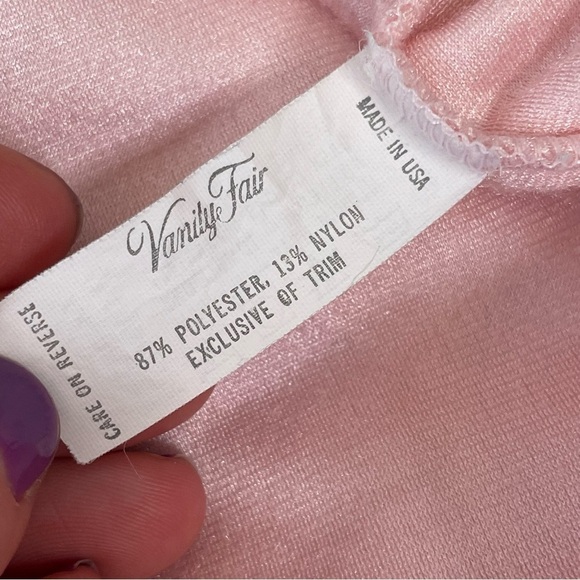 MADE IN USA
Vanity Fair
87% POLYESTER, 13% NYLON
EXCLUSIVE OF TRIM
CARE ON REVERSE